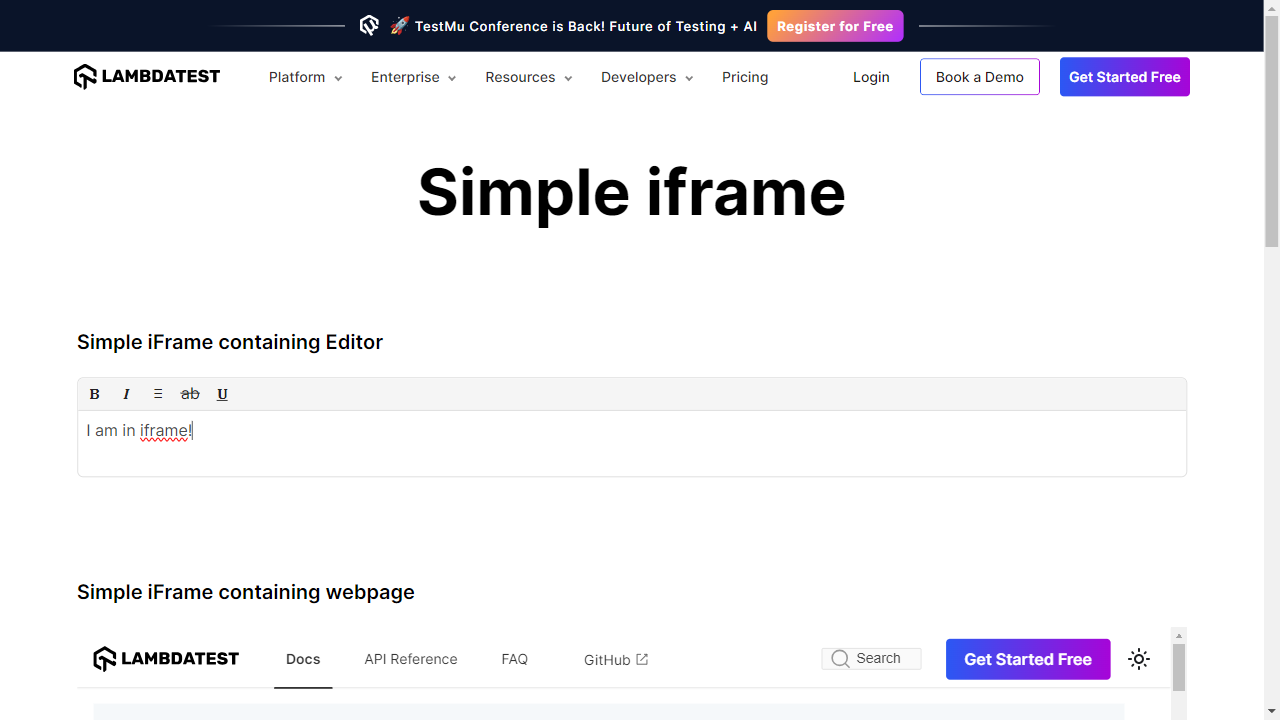 🚀 TestMu Conference is Back! Future of Testing + AI Register for Free
LAMBDATEST Platform Enterprise Resources Developers Pricing Login Book a Demo Get Started Free
Simple iframe
Simple iFrame containing Editor
B I ab U
I am in iframe!
Simple iFrame containing webpage
LAMBDATEST Docs API Reference FAQ GitHub Search Get Started Free